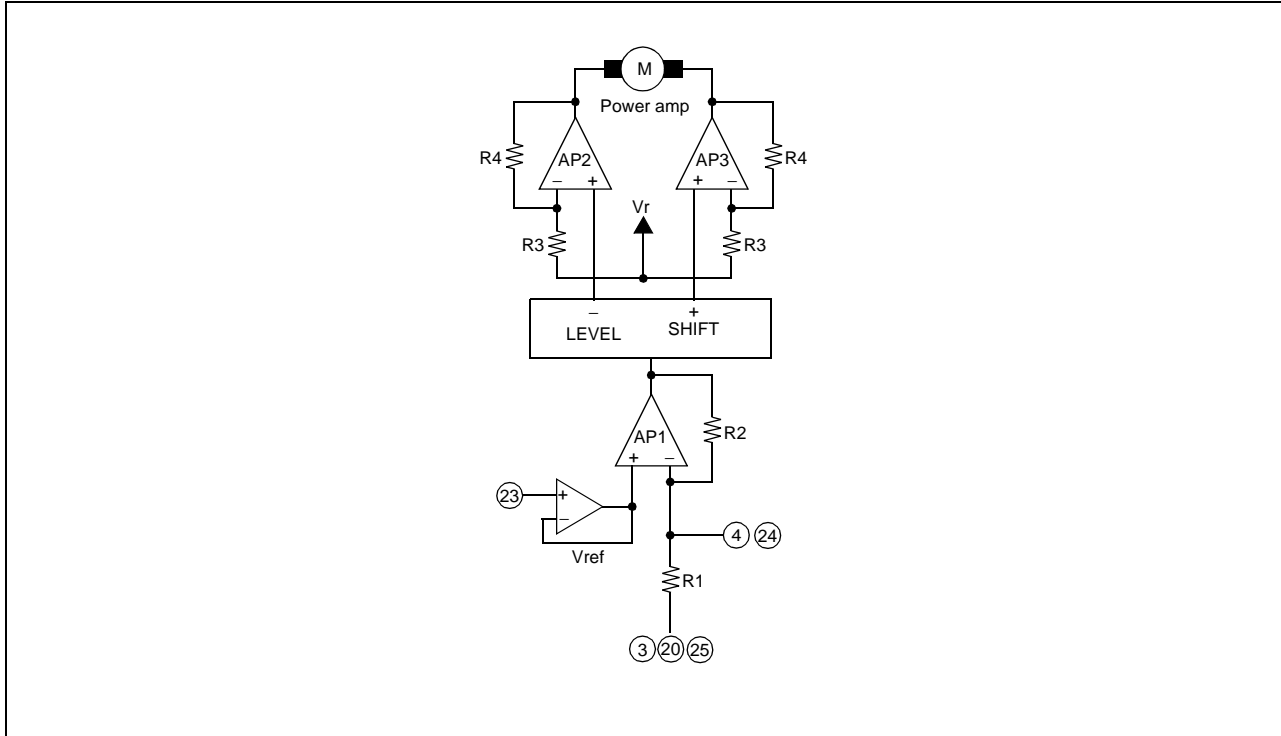 M
Power amp
R4
AP2
AP3
R4
− +
+ −
Vr
R3
R3
− +
LEVEL SHIFT
AP1
R2
+ −
23
+
−
Vref
4 24
R1
3 20 25